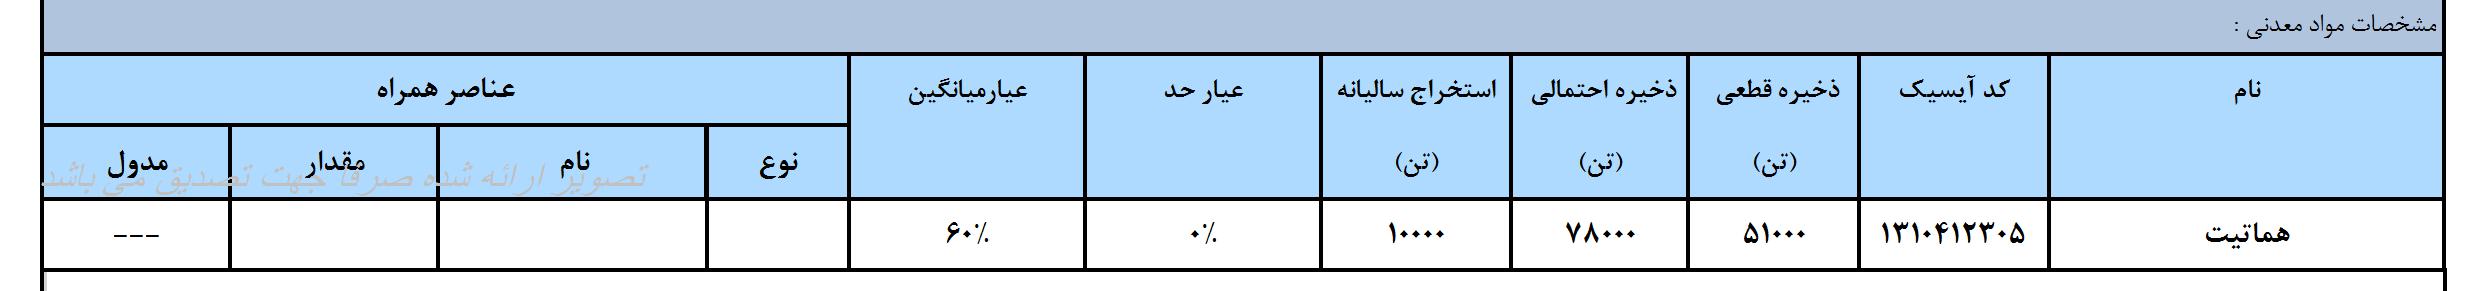 مشخصات مواد معدنی :
نام کد آیسیک ذخیره قطعی (تن) ذخیره احتمالی (تن) استخراج سالیانه (تن) عیار حد عیارمیانگین عناصر همراه
نوع نام مقدار مدول
تصویر ارائه شده صرفا جهت تصدیق می باشد
هماتیت ۱۳۱۰۴۱۲۳۰۵ ۵۱۰۰۰ ۷۸۰۰۰ ۱۰۰۰۰ ۰٪ ۶۰٪ ---